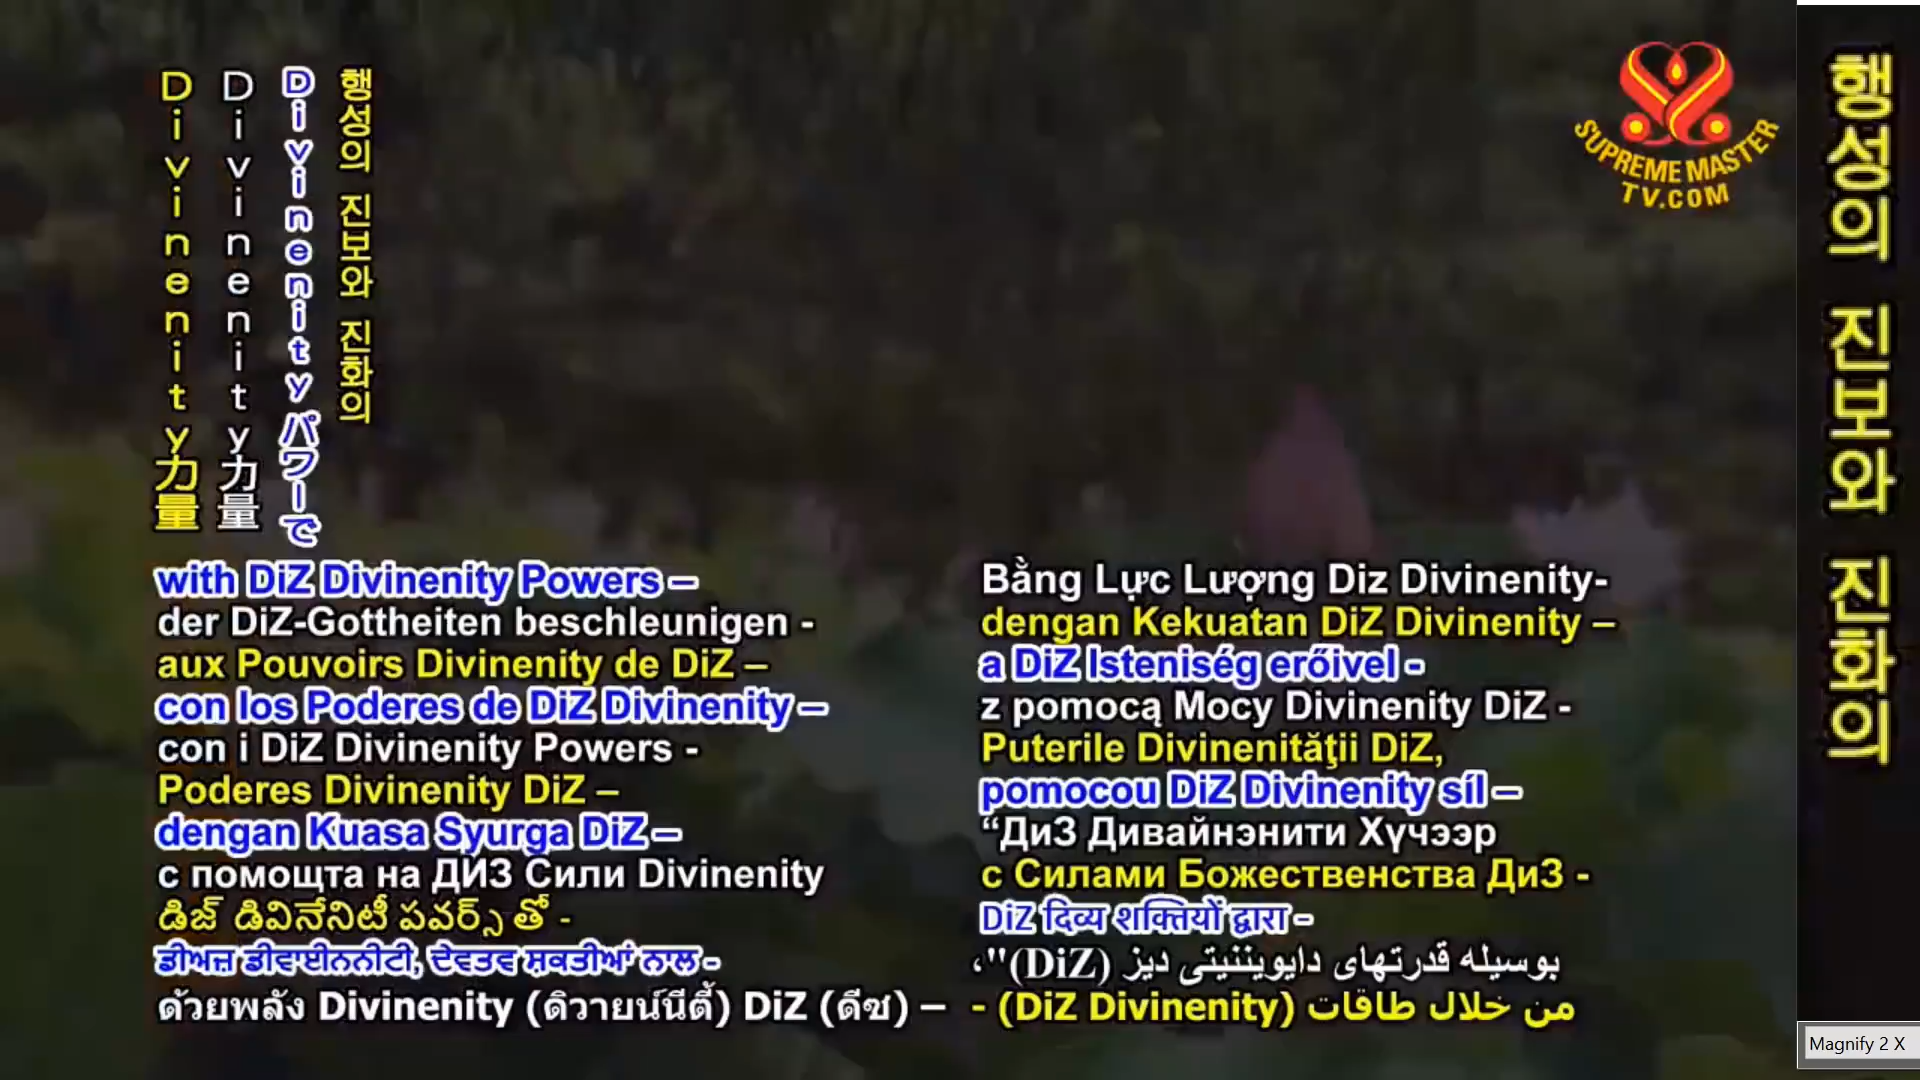 Divinenity力量
Divinenity力量
Divinenityパワーで
행성의 진보와 진화의
SUPREME MASTER
TV.COM
with DiZ Divinenity Powers –
der DiZ-Gottheiten beschleunigen -
aux Pouvoirs Divinenity de DiZ –
con los Poderes de DiZ Divinenity –
con i DiZ Divinenity Powers -
Poderes Divinenity DiZ –
dengan Kuasa Syurga DiZ –
с помощта на ДИЗ Сили Divinenity
డిజ్ డివినేనిటీ పవర్స్ తో -
ਡੀਅਜ਼ ਡੀਵਾਈਨਨੀਟੀ, ਦੇਵਤਵ ਸ਼ਕਤੀਆਂ ਨਾਲ -
ด้วยพลัง Divinenity (ดิวายน์นีตี้) DiZ (ดีซ) –
Bằng Lực Lượng Diz Divinenity-
dengan Kekuatan DiZ Divinenity –
a DiZ Isteniség erőivel -
z pomocą Mocy Divinenity DiZ -
Puterile Divinenităţii DiZ,
pomocou DiZ Divinenity síl –
“ДиЗ Дивайнэнити Хүчээр
с Силами Божественства ДиЗ -
DiZ दिव्य शक्तियों द्वारा -
بوسیله قدرتهای دایویننیتی دیز (DiZ)"،
من خلال طاقات (DiZ Divinenity) -
행성의 진보와 진화의
Magnify 2 X